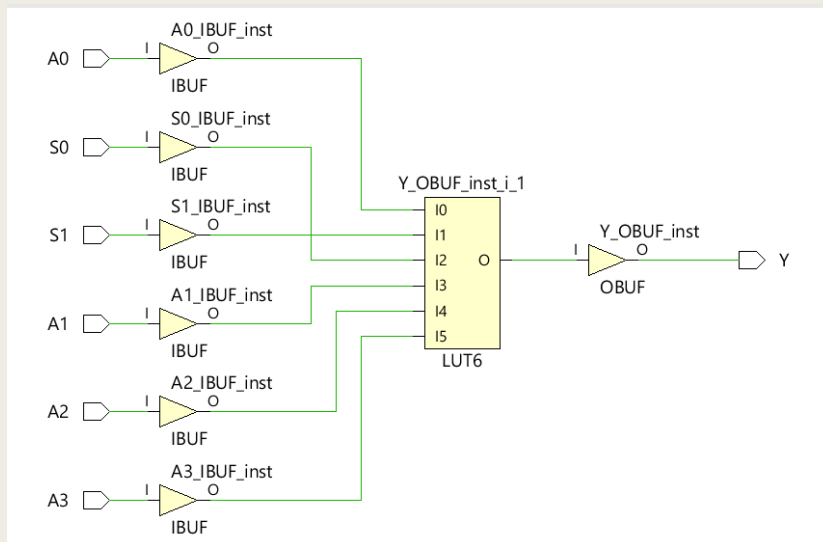 A0_IBUF_inst
A0 I O
IBUF
S0_IBUF_inst
S0 I O
IBUF
S1_IBUF_inst
S1 I O
IBUF
A1_IBUF_inst
A1 I O
IBUF
A2_IBUF_inst
A2 I O
IBUF
A3_IBUF_inst
A3 I O
IBUF
Y_OBUF_inst_i_1
I0
I1
I2 O
I3
I4
I5
LUT6
Y_OBUF_inst
I O Y
OBUF